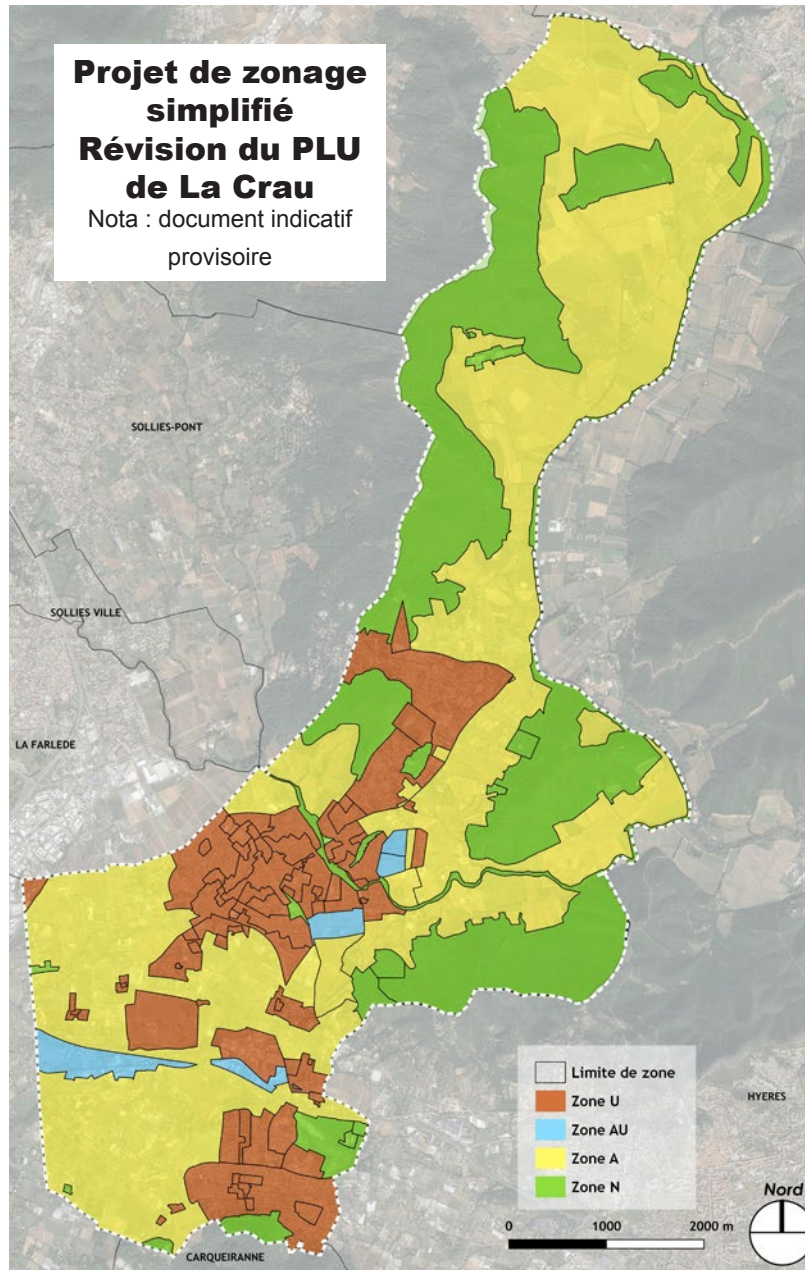 Projet de zonage
simplifié
Révision du PLU
de La Crau
Nota : document indicatif
provisoire
SOLLIES-PONT
SOLLIES VILLE
LA FARLEDE
HYERES
CARQUEIRANNE
Limite de zone
Zone U
Zone AU
Zone A
Zone N
Nord
0 1000 2000 m